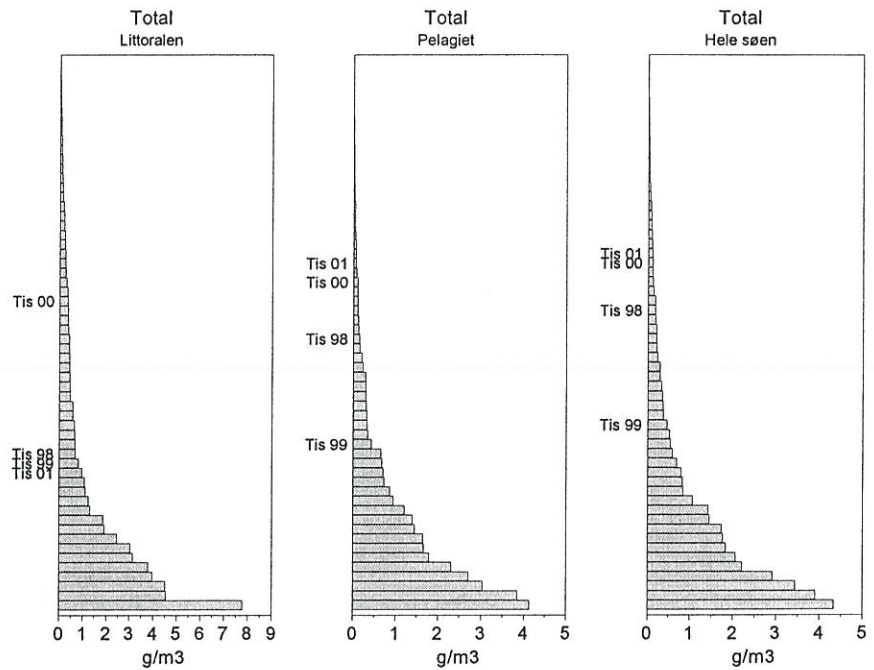 Total
Littoralen
Tis 00
Tis 98
Tis 99
Tis 01
0 1 2 3 4 5 6 7 8 9
g/m3
Total
Pelagiet
Tis 01
Tis 00
Tis 98
Tis 99
0 1 2 3 4 5
g/m3
Total
Hele søen
Tis 01
Tis 00
Tis 98
Tis 99
0 1 2 3 4 5
g/m3